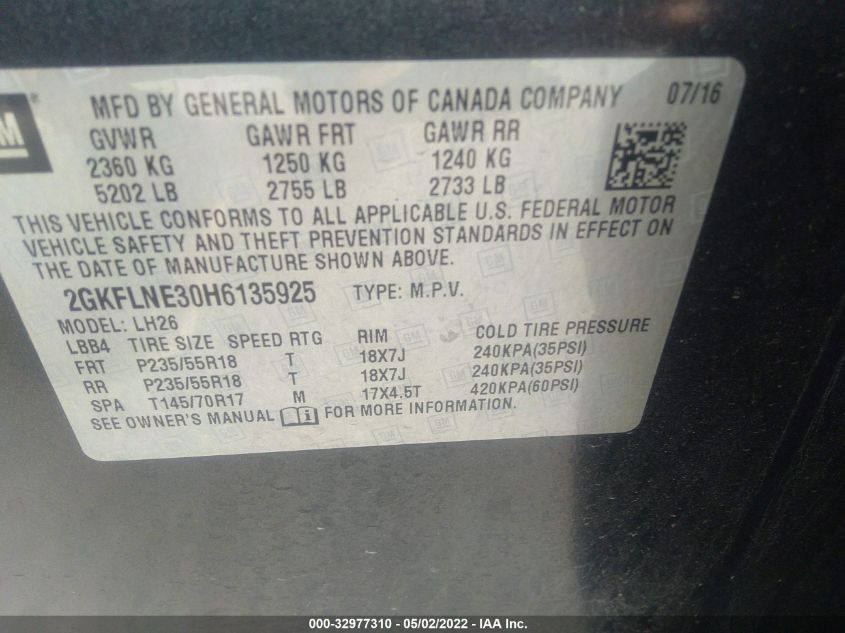 GM ®
MFD BY GENERAL MOTORS OF CANADA COMPANY 07/16
GVWR GAWR FRT GAWR RR
2360 KG 1250 KG 1240 KG
5202 LB 2755 LB 2733 LB
THIS VEHICLE CONFORMS TO ALL APPLICABLE U.S. FEDERAL MOTOR
VEHICLE SAFETY AND THEFT PREVENTION STANDARDS IN EFFECT ON
THE DATE OF MANUFACTURE SHOWN ABOVE.
2GKFLNE30H6135925 TYPE: M.P.V.
MODEL: LH26
LBB4 TIRE SIZE SPEED RTG RIM COLD TIRE PRESSURE
FRT P235/55R18 T 18X7J 240KPA(35PSI)
RR P235/55R18 T 18X7J 240KPA(35PSI)
SPA T145/70R17 M 17X4.5T 420KPA(60PSI)
SEE OWNER'S MANUAL FOR MORE INFORMATION.
000-32977310 - 05/02/2022 - IAA Inc.